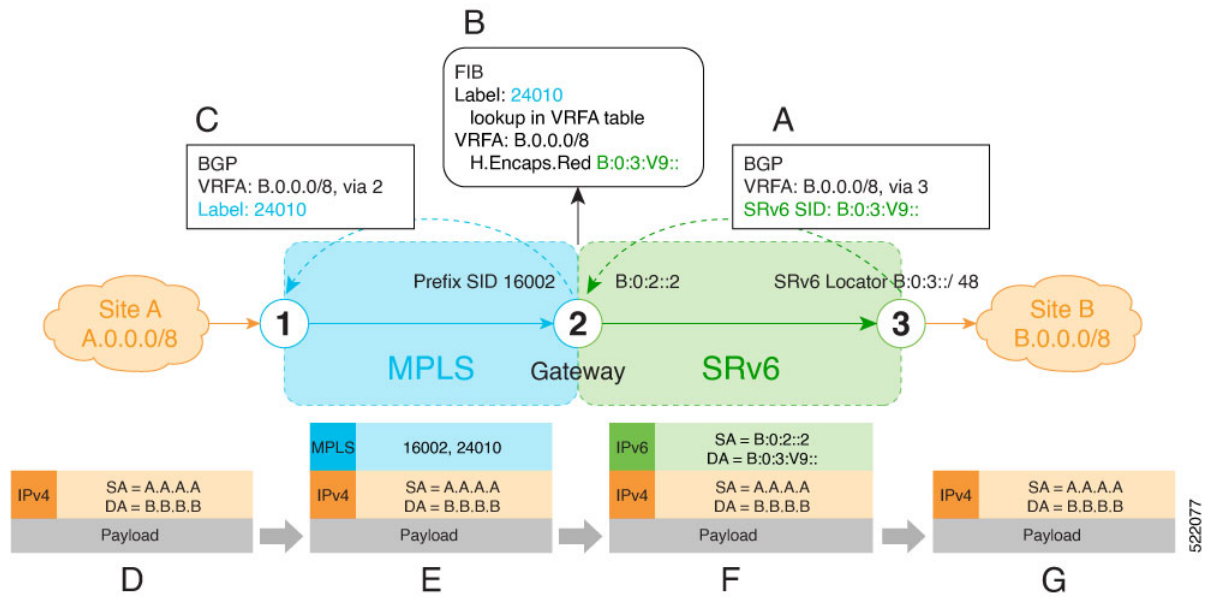 B
FIB
Label: 24010
lookup in VRFA table
VRFA: B.0.0.0/8
H.Encaps.Red B:0:3:V9::
C
BGP
VRFA: B.0.0.0/8, via 2
Label: 24010
A
BGP
VRFA: B.0.0.0/8, via 3
SRv6 SID: B:0:3:V9::
Prefix SID 16002
B:0:2::2
SRv6 Locator B:0:3::/ 48
Site A
A.0.0.0/8
1
2
3
Site B
B.0.0.0/8
MPLS
Gateway
SRv6
IPv4
SA = A.A.A.A
DA = B.B.B.B
Payload
D
MPLS
16002, 24010
IPv4
SA = A.A.A.A
DA = B.B.B.B
Payload
E
IPv6
SA = B:0:2::2
DA = B:0:3:V9::
IPv4
SA = A.A.A.A
DA = B.B.B.B
Payload
F
IPv4
SA = A.A.A.A
DA = B.B.B.B
Payload
G
522077